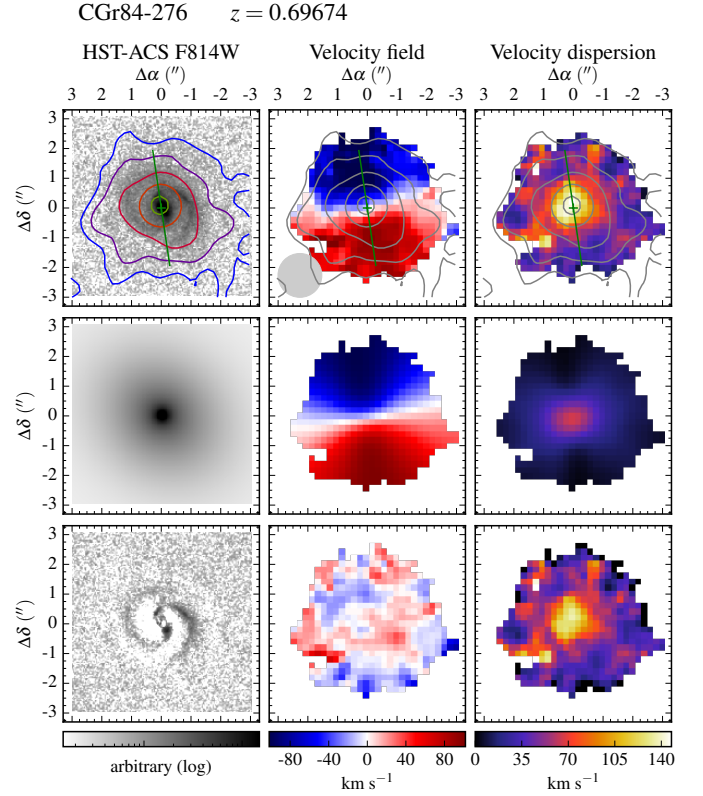 CGr84-276 z = 0.69674
HST-ACS F814W Velocity field Velocity dispersion
Δα (″) Δα (″) Δα (″)
3 2 1 0 -1 -2 -3 3 2 1 0 -1 -2 -3 3 2 1 0 -1 -2 -3
Δδ (″)
3
2
1
0
-1
-2
-3
Δδ (″)
3
2
1
0
-1
-2
-3
Δδ (″)
3
2
1
0
-1
-2
-3
-80 -40 0 40 80 0 35 70 105 140
arbitrary (log) km s⁻¹ km s⁻¹